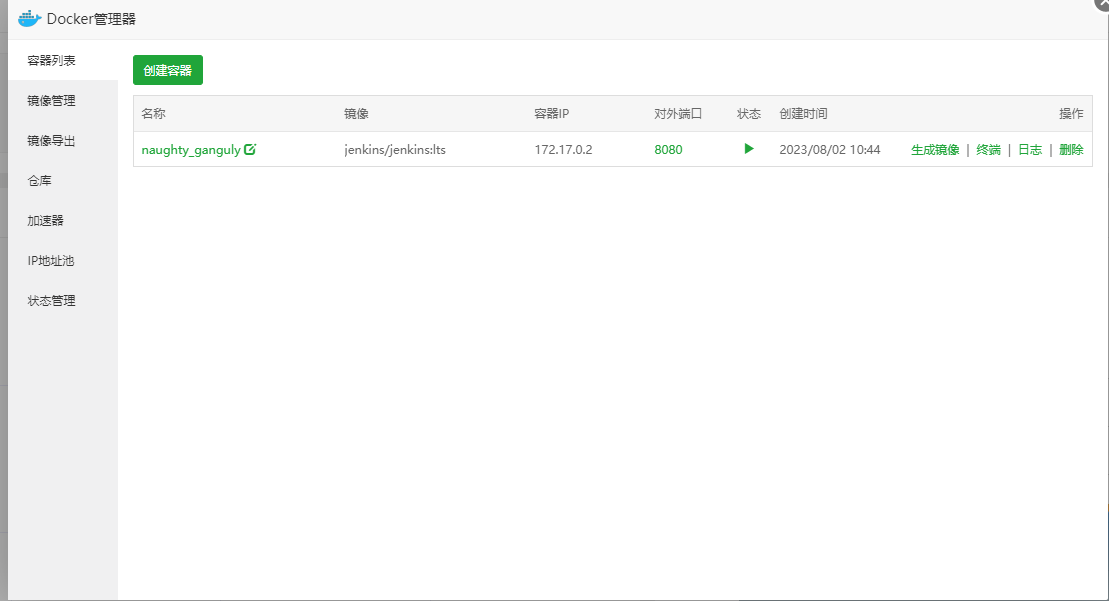 Docker管理器
容器列表
镜像管理
镜像导出
仓库
加速器
IP地址池
状态管理
创建容器
名称 镜像 容器IP 对外端口 状态 创建时间 操作
naughty_ganguly jenkins/jenkins:lts 172.17.0.2 8080 2023/08/02 10:44 生成镜像 | 终端 | 日志 | 删除